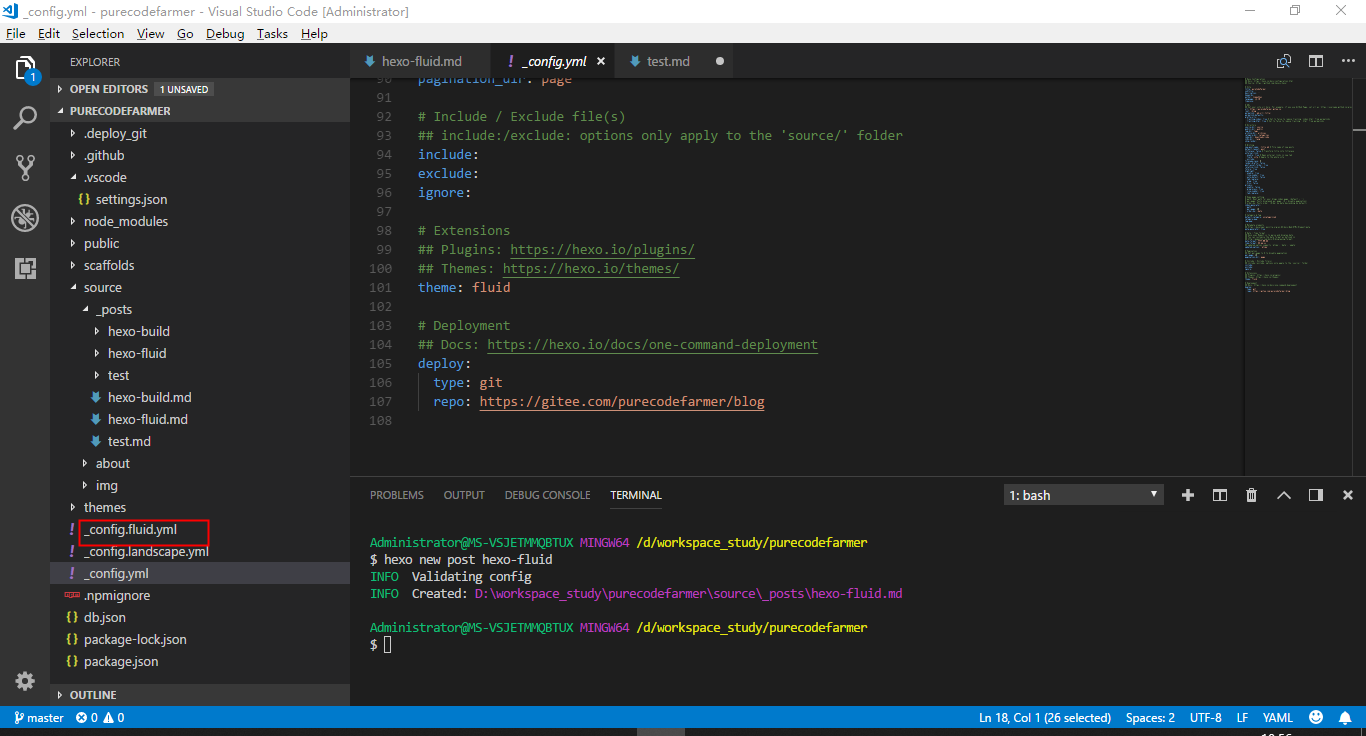 _config.yml - purecodefarmer - Visual Studio Code [Administrator]
File Edit Selection View Go Debug Tasks Help
1
EXPLORER
OPEN EDITORS 1 UNSAVED
PURECODEFARMER
.deploy_git
.github
.vscode
{} settings.json
node_modules
public
scaffolds
source
_posts
hexo-build
hexo-fluid
test
hexo-build.md
hexo-fluid.md
test.md
about
img
themes
! _config.fluid.yml
! _config.landscape.yml
! _config.yml
npm .npmignore
{} db.json
{} package-lock.json
{} package.json
OUTLINE
hexo-fluid.md ! _config.yml × test.md ●
90 pagination_dir: page
91
92 # Include / Exclude file(s)
93 ## include:/exclude: options only apply to the 'source/' folder
94 include:
95 exclude:
96 ignore:
97
98 # Extensions
99 ## Plugins: https://hexo.io/plugins/
100 ## Themes: https://hexo.io/themes/
101 theme: fluid
102
103 # Deployment
104 ## Docs: https://hexo.io/docs/one-command-deployment
105 deploy:
106 type: git
107 repo: https://gitee.com/purecodefarmer/blog
108
PROBLEMS OUTPUT DEBUG CONSOLE TERMINAL 1: bash
Administrator@MS-VSJETMMQBTUX MINGW64 /d/workspace_study/purecodefarmer
$ hexo new post hexo-fluid
INFO Validating config
INFO Created: D:\workspace_study\purecodefarmer\source\_posts\hexo-fluid.md
Administrator@MS-VSJETMMQBTUX MINGW64 /d/workspace_study/purecodefarmer
$
master 0 0 Ln 18, Col 1 (26 selected) Spaces: 2 UTF-8 LF YAML